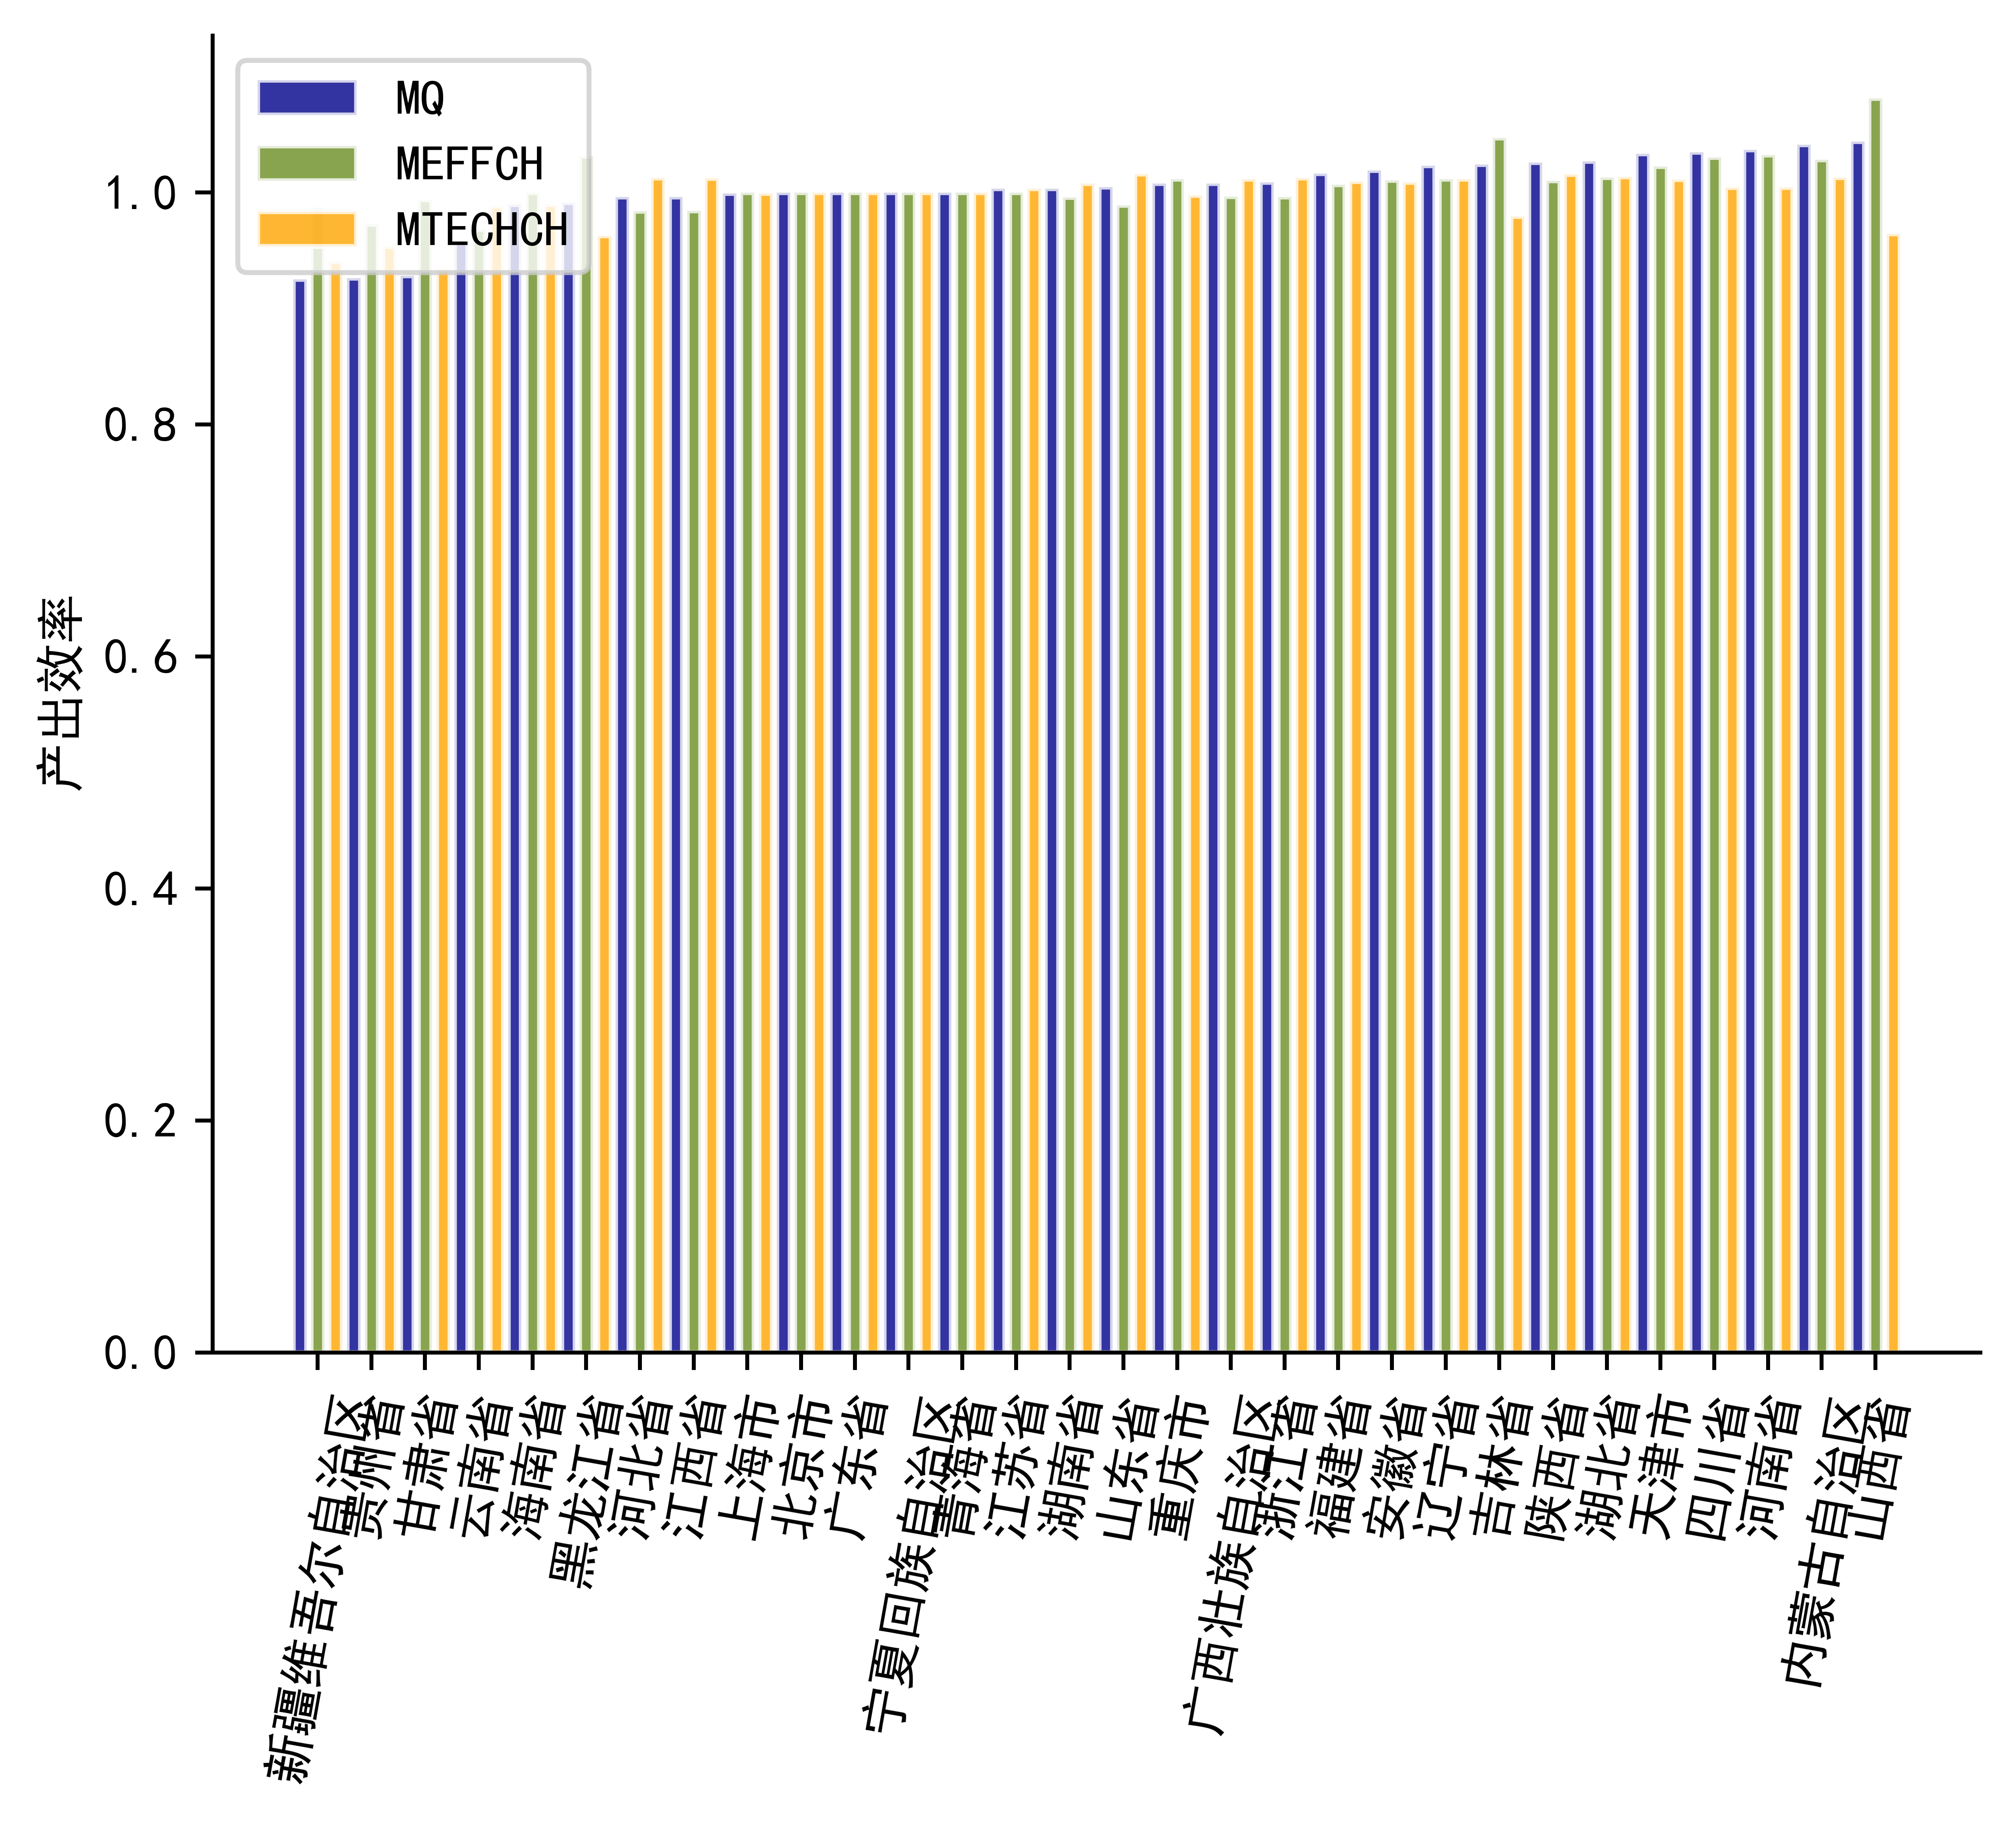 MQ
MEFFCH
MTECHCH
产出效率
1.0
0.8
0.6
0.4
0.2
0.0
新疆维吾尔自治区
贵州省
甘肃省
云南省
海南省
黑龙江省
河北省
江西省
上海市
北京市
广东省
宁夏回族自治区
青海省
江苏省
湖南省
山东省
重庆市
广西壮族自治区
浙江省
福建省
安徽省
辽宁省
吉林省
陕西省
湖北省
天津市
四川省
河南省
内蒙古自治区
山西省